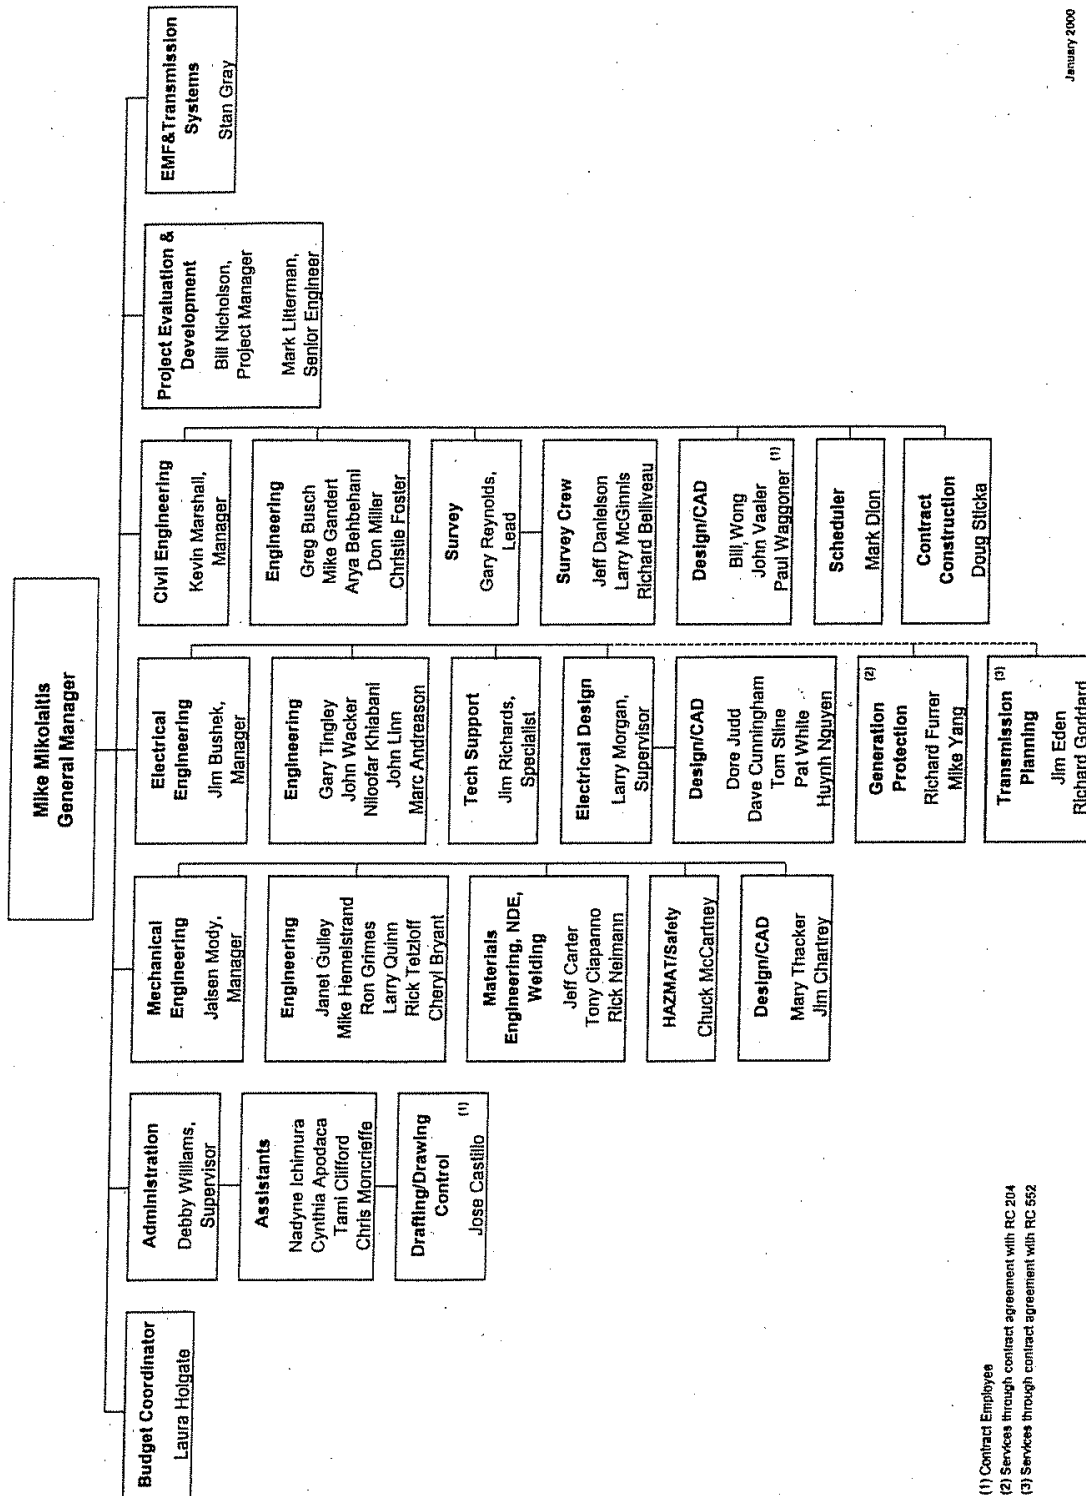 Mike Mikolaitis
General Manager
Budget Coordinator
Laura Holgate
Administration
Debby Williams,
Supervisor
Assistants
Nadyne Ichimura
Cynthia Apodaca
Tami Clifford
Chris Moncrieffe
Drafting/Drawing
Control
Jose Castillo (1)
Mechanical
Engineering
Jaisen Mody,
Manager
Engineering
Janet Gulley
Mike Hemelstrand
Ron Grimes
Larry Quinn
Rick Tetzloff
Cheryl Bryant
Materials
Engineering, NDE,
Welding
Jeff Carter
Tony Ciapanno
Rick Neimann
HAZMAT/Safety
Chuck McCartney
Design/CAD
Mary Thacker
Jim Chartrey
Electrical
Engineering
Jim Bushek,
Manager
Engineering
Gary Tingley
John Wacker
Niloofar Khiabani
John Linn
Marc Andreason
Tech Support
Jim Richards,
Specialist
Electrical Design
Larry Morgan,
Supervisor
Design/CAD
Dore Judd
Dave Cunningham
Tom Stine
Pat White
Huynh Nguyen
Generation (2)
Protection
Richard Furrer
Mike Yang
Transmission (3)
Planning
Jim Eden
Richard Goddard
Civil Engineering
Kevin Marshall,
Manager
Engineering
Greg Busch
Mike Gandert
Arya Behbehani
Don Miller
Christie Foster
Survey
Gary Reynolds,
Lead
Survey Crew
Jeff Danielson
Larry McGinnis
Richard Belliveau
Design/CAD
Bill Wong
John Vaaler
Paul Waggoner (1)
Scheduler
Mark Dion
Contract
Construction
Doug Sticka
Project Evaluation &
Development
Bill Nicholson,
Project Manager
Mark Litterman,
Senior Engineer
EMF&Transmission
Systems
Stan Gray
(1) Contract Employee
(2) Services through contract agreement with RC 204
(3) Services through contract agreement with RC 552
January 2000